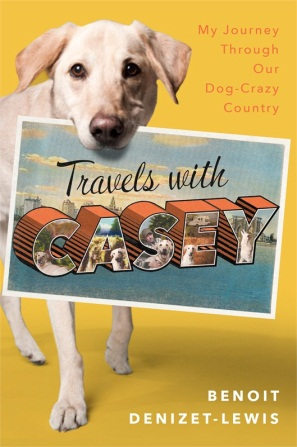 My Journey
Through
Our
Dog-Crazy
Country
Travels with
CASEY
BENOIT
DENIZET-LEWIS